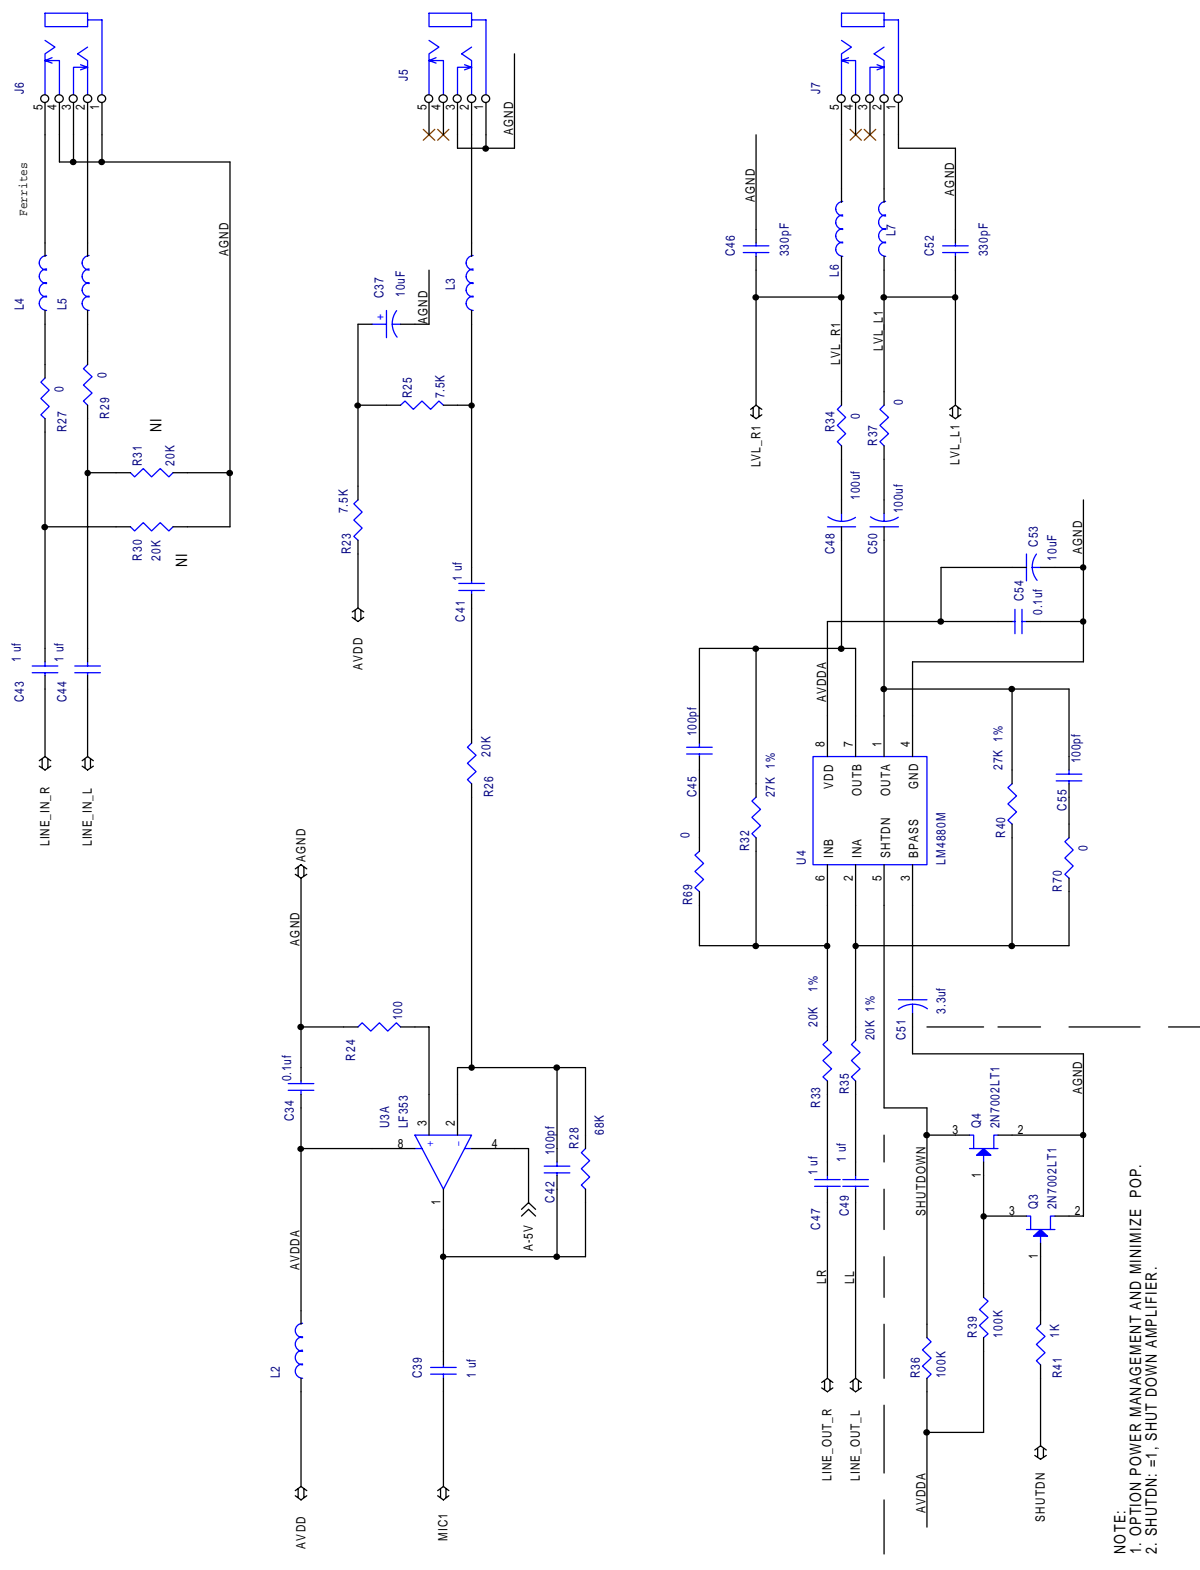 J6
5
4
3
2
1
Ferrites
L4
L5
AGND
R27
0
R29
0
R31
20K
NI
R30
20K
NI
C43
1 uf
C44
1 uf
LINE_IN_R
LINE_IN_L
J5
5
4
3
2
1
AGND
C37
10uF
+
AGND
L3
R25
7.5K
R23
7.5K
AVDD
C41
1 uf
R26
20K
AGND
AGND
R24
100
C34
0.1uf
U3A
LF353
3
2
8
4
1
+
-
A-5V
C42
100pf
R28
68K
AVDDA
L2
AVDD
C39
1 uf
MIC1
J7
5
4
3
2
1
AGND
C46
330pF
L6
L7
AGND
C52
330pF
LVL_R1
LVL_L1
LVL_R1
LVL_L1
R34
0
R37
0
C48
100uf
C50
100uf
C53
10uF
C54
0.1uf
AGND
AVDDA
C45
100pf
R32
27K 1%
R69
0
U4
LM4880M
8
7
1
4
VDD
OUTB
OUTA
GND
INB
INA
SHTDN
BPASS
6
2
5
3
R40
27K 1%
C55
100pf
R70
0
R33
20K 1%
R35
20K 1%
C51
3.3uf
AGND
C47
1 uf
C49
1 uf
LR
LL
LINE_OUT_R
LINE_OUT_L
SHUTDOWN
Q4
2N7002LT1
3
2
1
Q3
2N7002LT1
3
2
1
R36
100K
R39
100K
R41
1K
AVDDA
SHUTDN
NOTE:
1. OPTION POWER MANAGEMENT AND MINIMIZE POP.
2. SHUTDN: =1, SHUT DOWN AMPLIFIER.